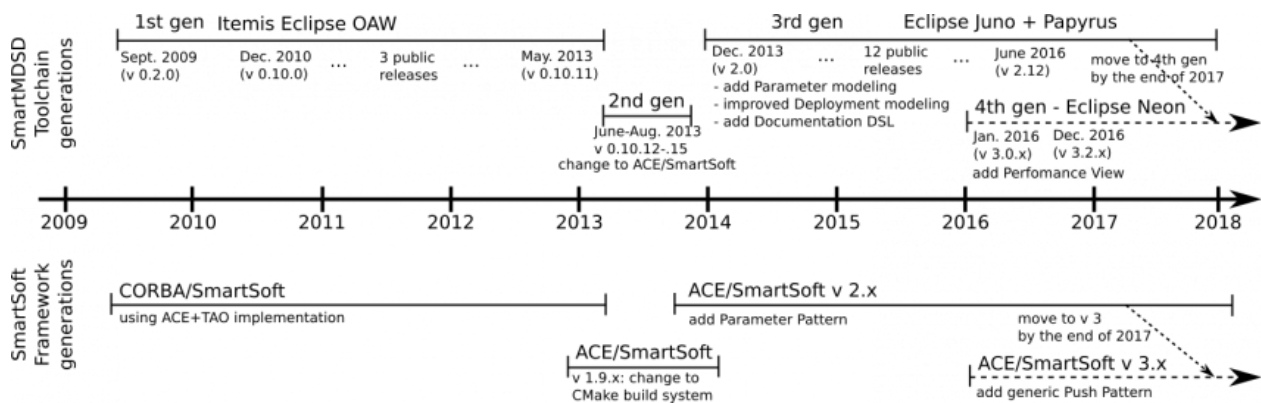 SmartMDSD
Toolchain
generations
1st gen Itemis Eclipse OAW
Sept. 2009
(v 0.2.0)
Dec. 2010
(v 0.10.0)
...
3 public
releases
...
May. 2013
(v 0.10.11)
2nd gen
June-Aug. 2013
v 0.10.12-.15
change to ACE/SmartSoft
3rd gen Eclipse Juno + Papyrus
Dec. 2013
(v 2.0)
...
12 public
releases
...
June 2016
(v 2.12)
- add Parameter modeling
- improved Deployment modeling
- add Documentation DSL
move to 4th gen
by the end of 2017
4th gen - Eclipse Neon
Jan. 2016
(v 3.0.x)
Dec. 2016
(v 3.2.x)
add Perfomance View
2009 2010 2011 2012 2013 2014 2015 2016 2017 2018
SmartSoft
Framework
generations
CORBA/SmartSoft
using ACE+TAO implementation
ACE/SmartSoft
v 1.9.x: change to
CMake build system
ACE/SmartSoft v 2.x
add Parameter Pattern
move to v 3
by the end of 2017
ACE/SmartSoft v 3.x
add generic Push Pattern